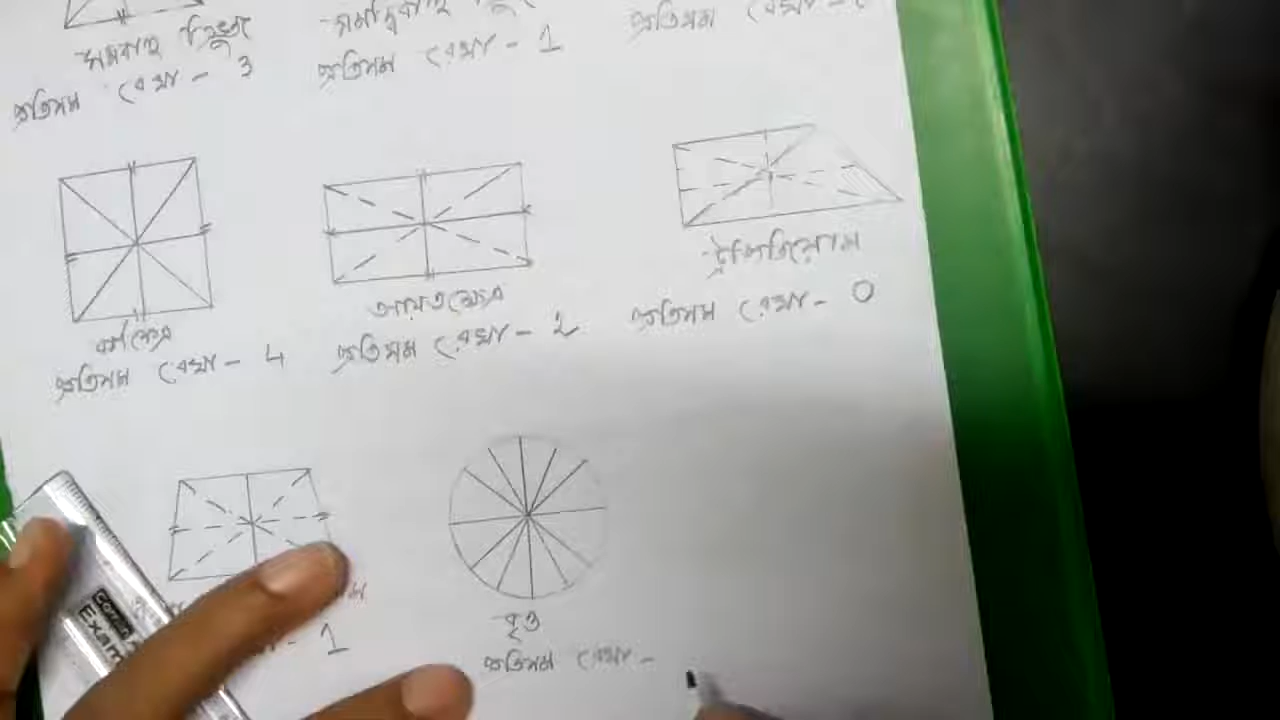 সমবাহু ত্রিভুজ
প্রতিসম রেখা - 3
সমদ্বিবাহু
প্রতিসম রেখা - 1
প্রতিসম রেখা -
বর্গক্ষেত্র
প্রতিসম রেখা - 4
আয়তক্ষেত্র
প্রতিসম রেখা - 2
ট্রাপিজিয়াম
প্রতিসম রেখা - 0
- 1
বৃত্ত
প্রতিসম রেখা -
Exam